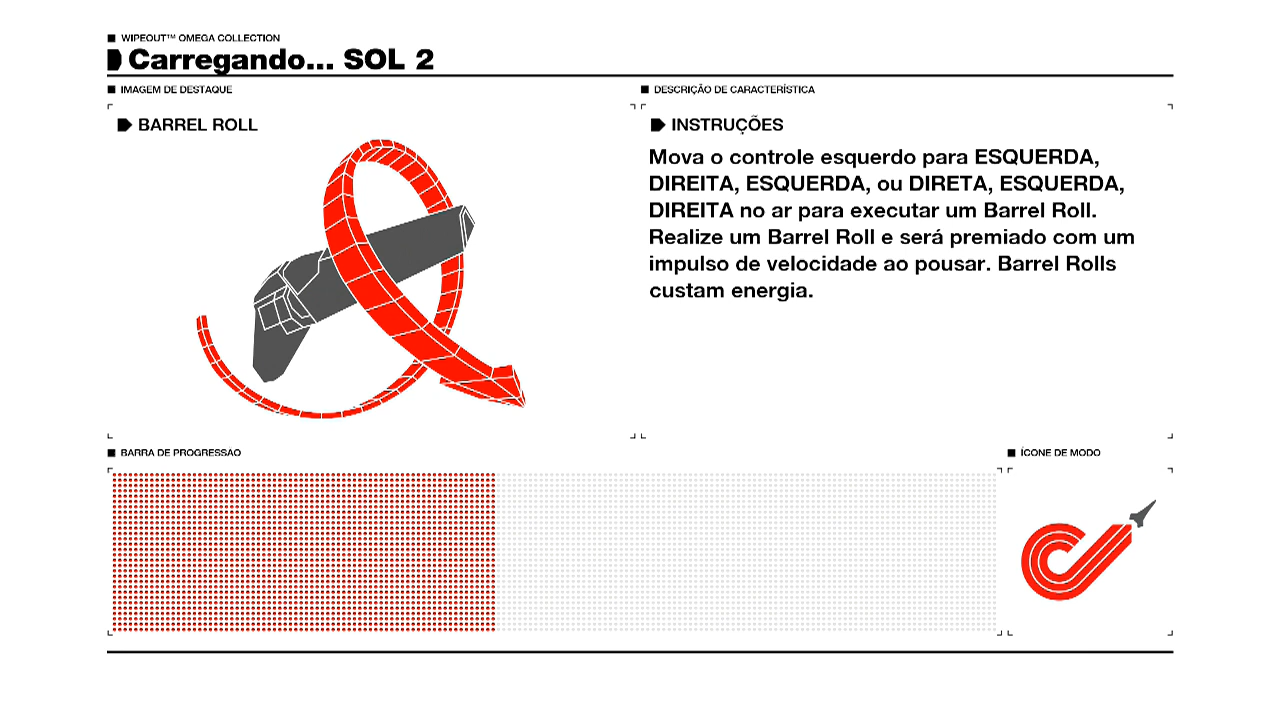 WIPEOUT™ OMEGA COLLECTION
Carregando... SOL 2
IMAGEM DE DESTAQUE
BARREL ROLL
DESCRIÇÃO DE CARACTERÍSTICA
INSTRUÇÕES
Mova o controle esquerdo para ESQUERDA,
DIREITA, ESQUERDA, ou DIRETA, ESQUERDA,
DIREITA no ar para executar um Barrel Roll.
Realize um Barrel Roll e será premiado com um
impulso de velocidade ao pousar. Barrel Rolls
custam energia.
BARRA DE PROGRESSÃO
ÍCONE DE MODO